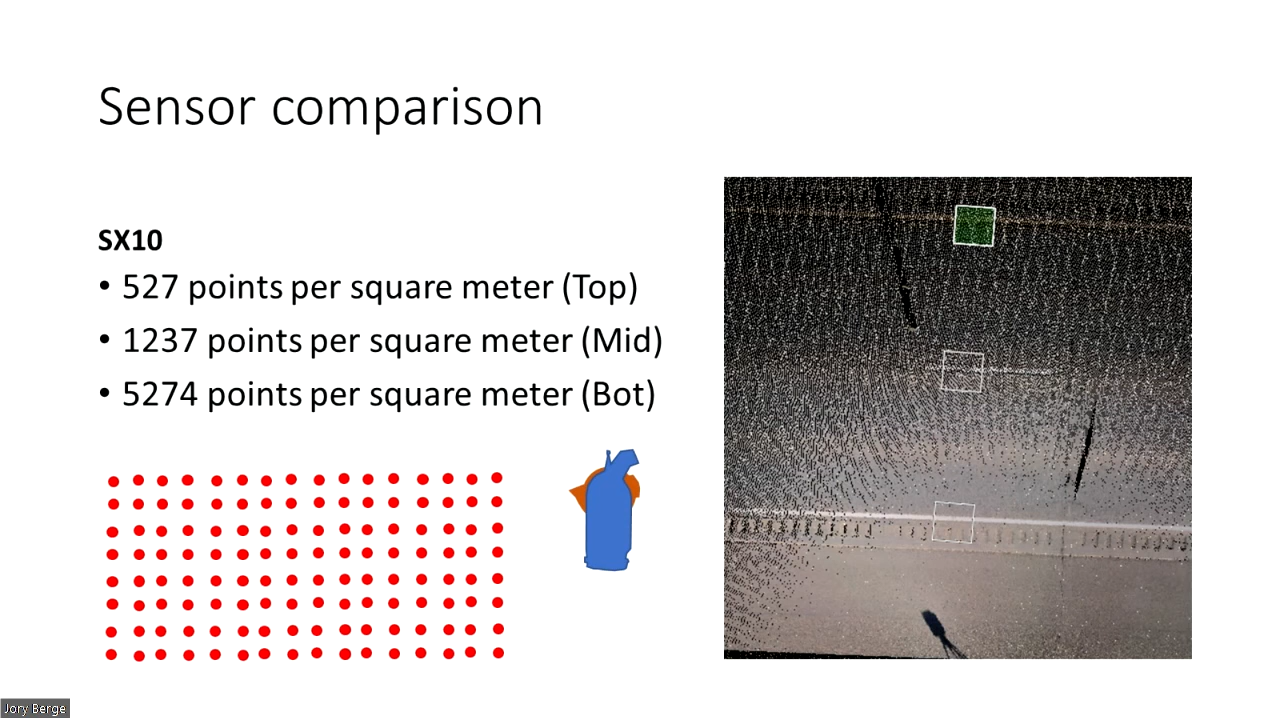 Sensor comparison
SX10
• 527 points per square meter (Top)
• 1237 points per square meter (Mid)
• 5274 points per square meter (Bot)
Jory Berge